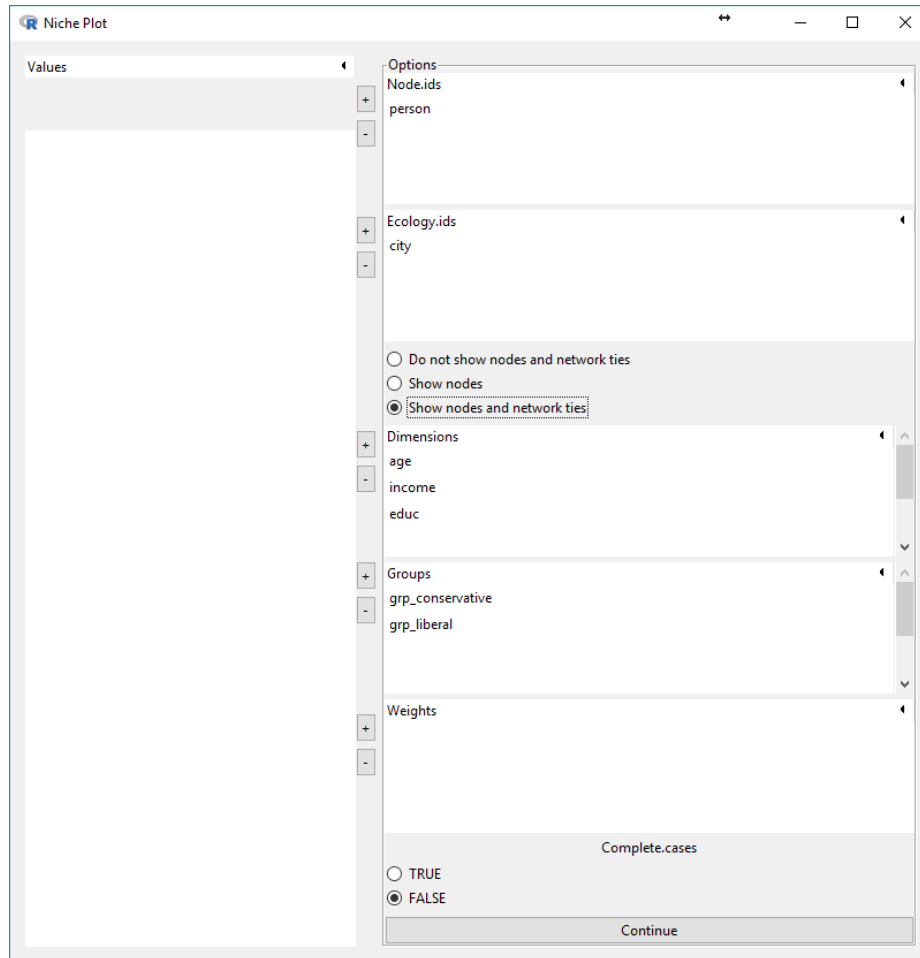 Niche Plot
Values
+
-
Options
Node.ids
person
+
-
Ecology.ids
city
Do not show nodes and network ties
Show nodes
Show nodes and network ties
+
-
Dimensions
age
income
educ
+
-
Groups
grp_conservative
grp_liberal
+
-
Weights
Complete.cases
TRUE
FALSE
Continue